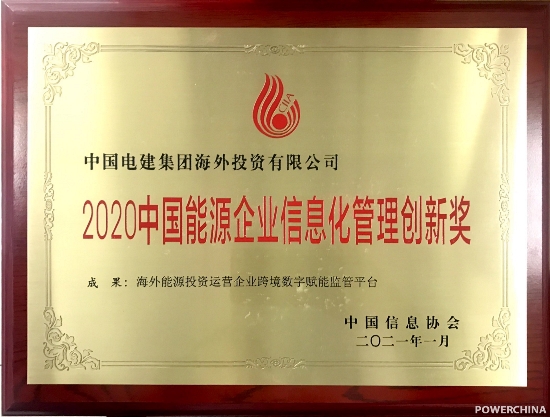 CIIA
中国电建集团海外投资有限公司
2020中国能源企业信息化管理创新奖
成 果：海外能源投资运营企业跨境数字赋能监管平台
中国信息协会
二〇二一年一月
POWERCHINA